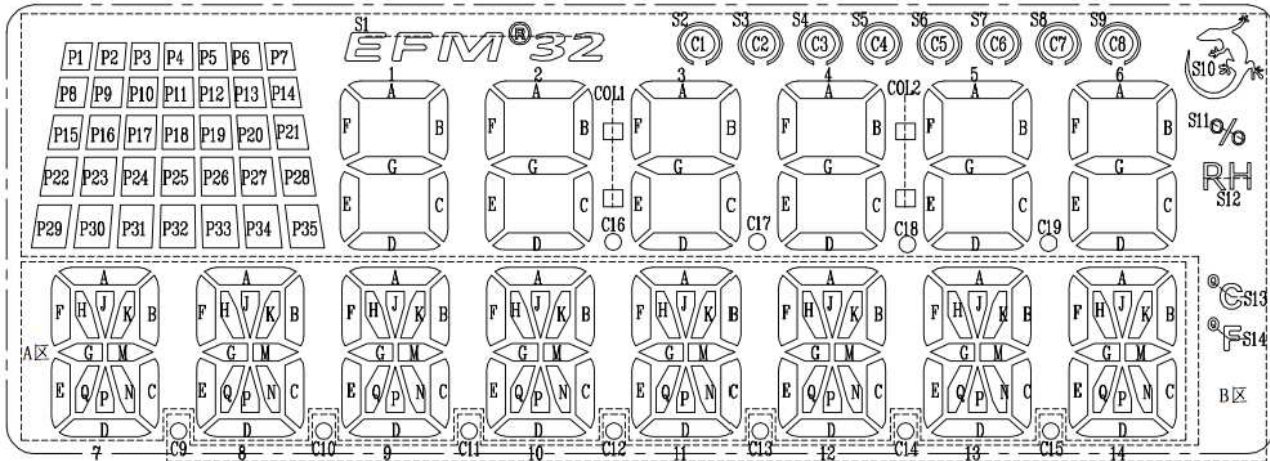 S1 EFM®32 S2 S3 S4 S5 S6 S7 S8 S9
C1 C2 C3 C4 C5 C6 C7 C8
P1 P2 P3 P4 P5 P6 P7
S10
1 2 3 4 5 6
P8 P9 P10 P11 P12 P13 P14
A A COL1 A A COL2 A A
P15 P16 P17 P18 P19 P20 P21
F B F B F B F B F B F B
S11 %
G G G G G G
P22 P23 P24 P25 P26 P27 P28
RH
S12
E C E C E C E C E C E C
P29 P30 P31 P32 P33 P34 P35
C16 C17 C18 C19
D D D D D D
A A A A A A A A
°C S13
F H J K B F H J K B F H J K B F H J K B F H J K B F H J K B F H J K B F H J K B
°F S14
A区 G M G M G M G M G M G M G M G M
E Q P N C E Q P N C E Q P N C E Q P N C E Q P N C E Q P N C E Q P N C E Q P N C
B区
D D D D D D D D
7 C9 8 C10 9 C11 10 C12 11 C13 12 C14 13 C15 14